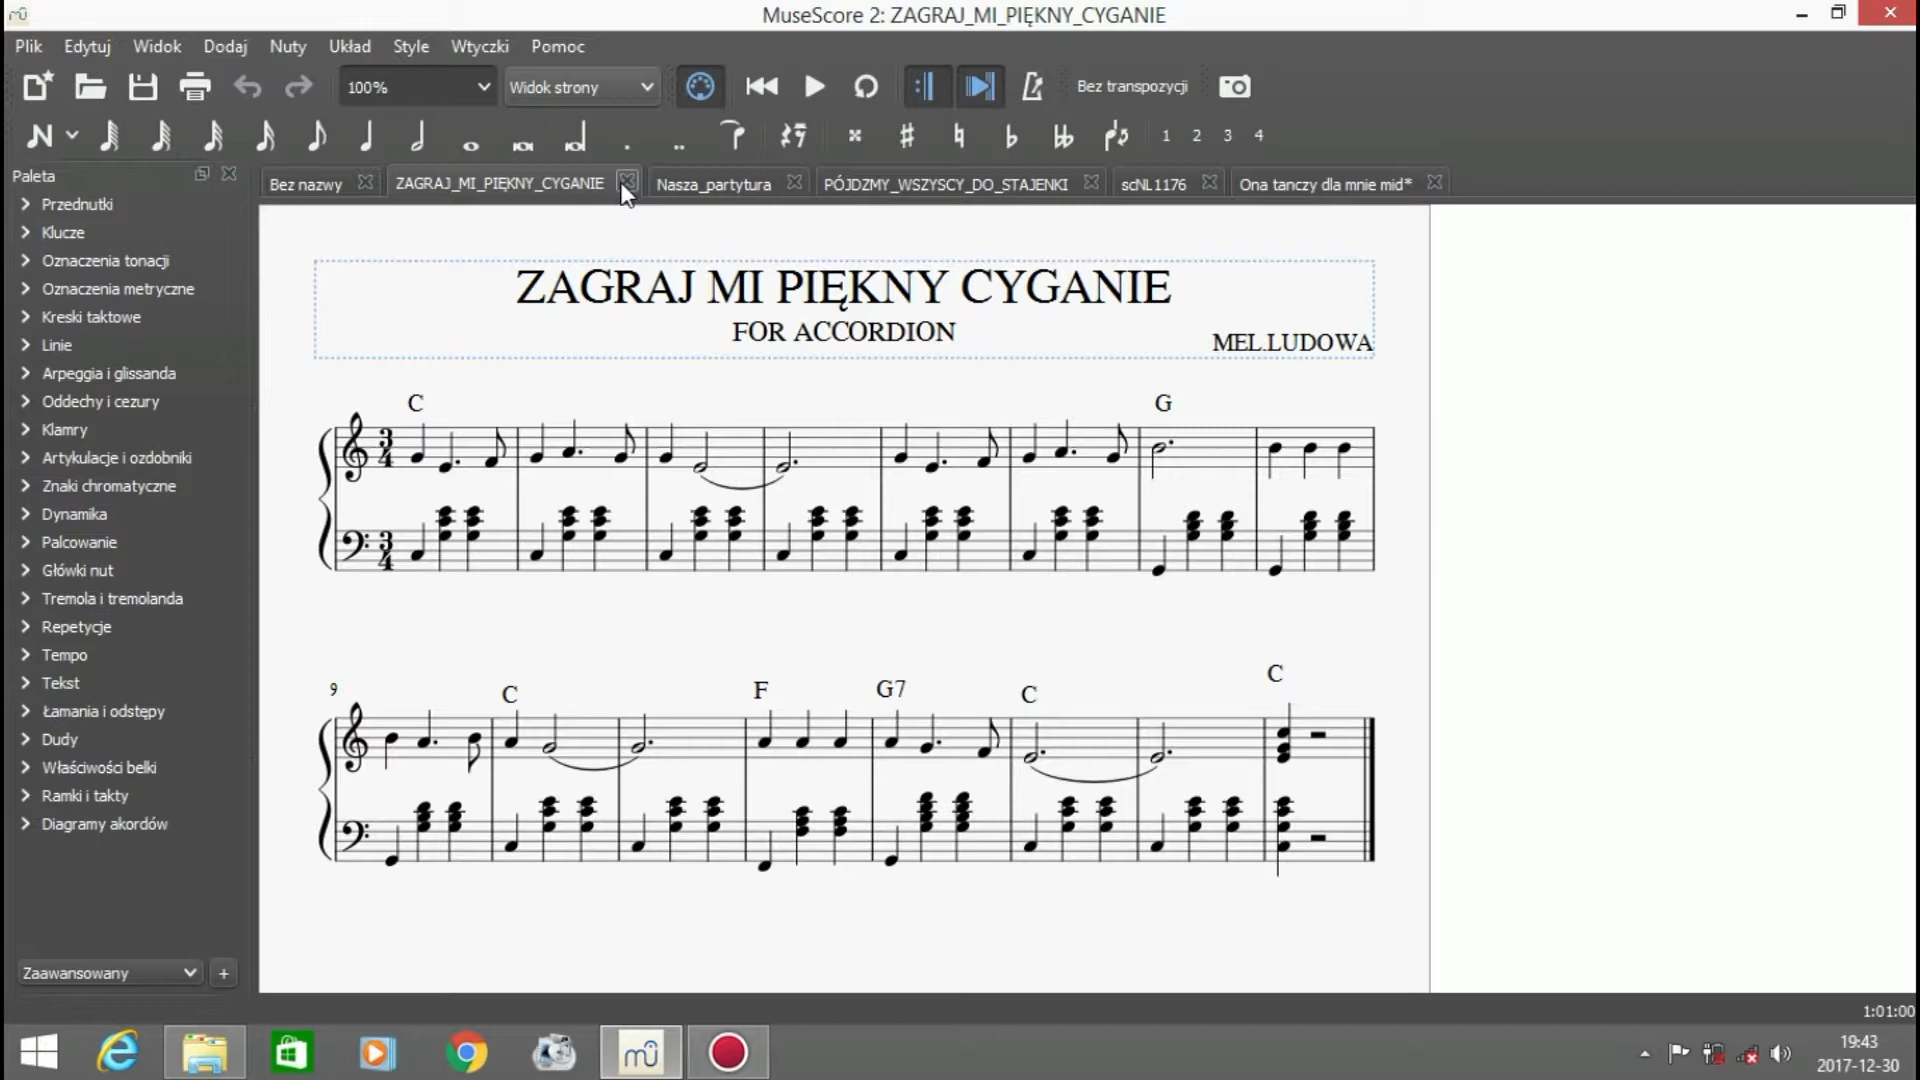 MuseScore 2: ZAGRAJ_MI_PIĘKNY_CYGANIE
Plik Edytuj Widok Dodaj Nuty Układ Style Wtyczki Pomoc
100% Widok strony Bez transpozycji
1 2 3 4
Paleta
Bez nazwy ZAGRAJ_MI_PIĘKNY_CYGANIE Nasza_partytura PÓJDZMY_WSZYSCY_DO_STAJENKI scNL1176 Ona tanczy dla mnie mid*
Przednutki
Klucze
Oznaczenia tonacji
Oznaczenia metryczne
Kreski taktowe
Linie
Arpeggia i glissanda
Oddechy i cezury
Klamry
Artykulacje i ozdobniki
Znaki chromatyczne
Dynamika
Palcowanie
Główki nut
Tremola i tremolanda
Repetycje
Tempo
Tekst
Łamania i odstępy
Dudy
Właściwości belki
Ramki i takty
Diagramy akordów
Zaawansowany +
ZAGRAJ MI PIĘKNY CYGANIE
FOR ACCORDION
MEL.LUDOWA
C G
3 4
3 4
9 C F G7 C C
1:01:00
19:43
2017-12-30